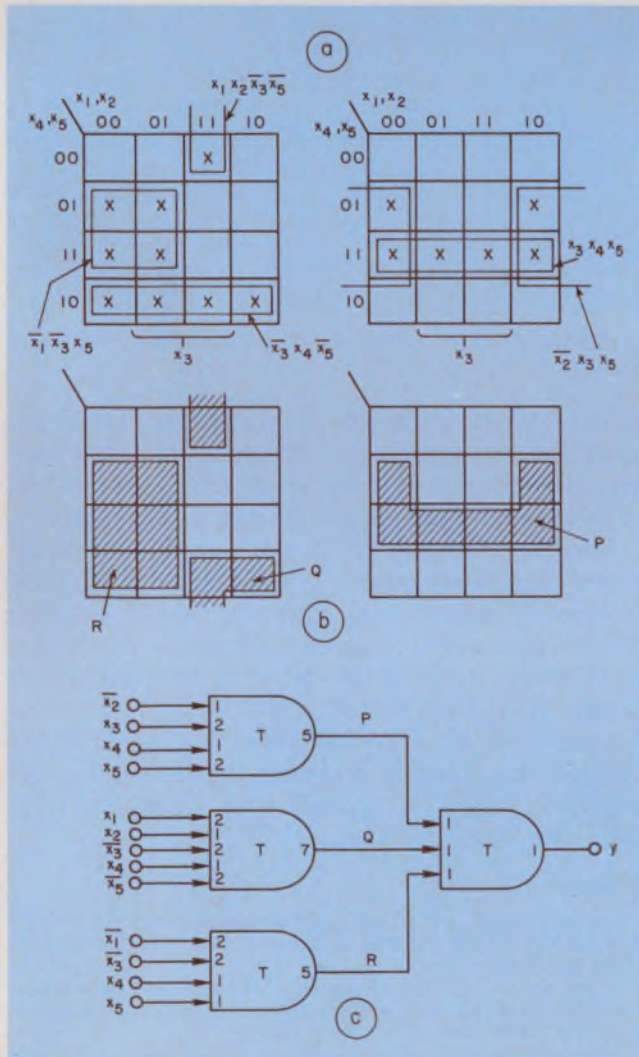 a
x₁,x₂
x₄,x₅
00 01 11 10
x₁ x₂ x̅₃ x̅₅
00
X
01
X X
11
X X
10
X X X X
x̅₁ x̅₃ x₅
x₃
x̅₃ x₄ x̅₅
x₁,x₂
x₄,x₅
00 01 11 10
00
01
X X
11
X X X X
10
x₃ x₄ x₅
x₃
x̅₂ x₃ x₅
R
Q
P
b
x̅₂ 1
x₃ 2
x₄ 1
x₅ 2
T 5
P
x₁ 2
x₂ 1
x̅₃ 2
x₄ 1
x̅₅ 2
T 7
Q
x̅₁ 2
x̅₃ 2
x₄ 1
x₅ 1
T 5
R
1
1
1
T 1
y
c